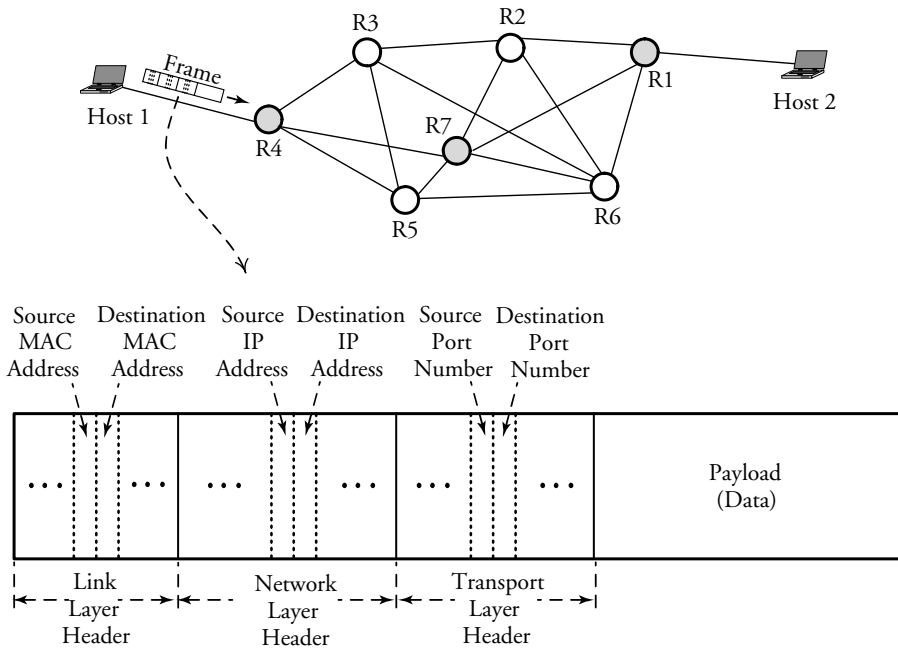 R3
R2
Frame
R1
Host 2
Host 1
R4
R7
R5
R6
Source
MAC
Address
Destination
MAC
Address
Source
IP
Address
Destination
IP
Address
Source
Port
Number
Destination
Port
Number
Payload
(Data)
Link
Layer
Header
Network
Layer
Header
Transport
Layer
Header